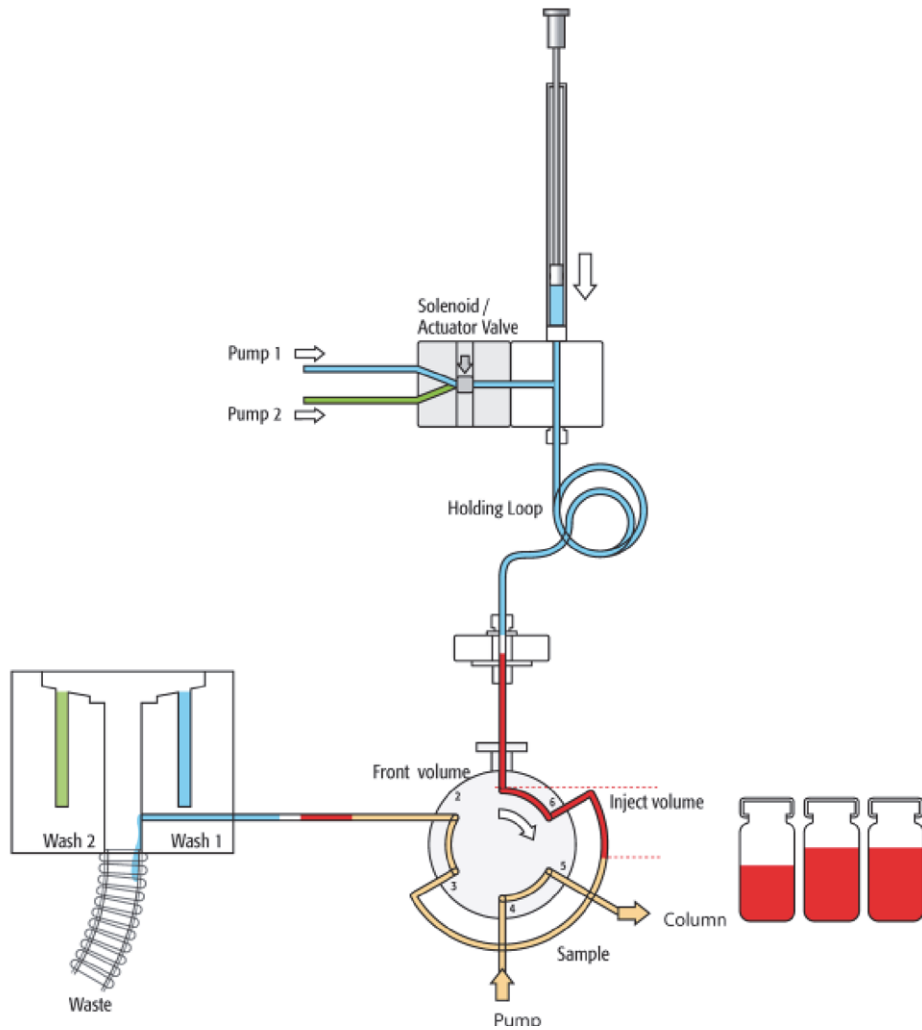 Solenoid /
Actuator Valve
Pump 1
Pump 2
Holding Loop
Front volume
2
6
Inject volume
Wash 2
Wash 1
3
5
4
Column
Sample
Waste
Pump